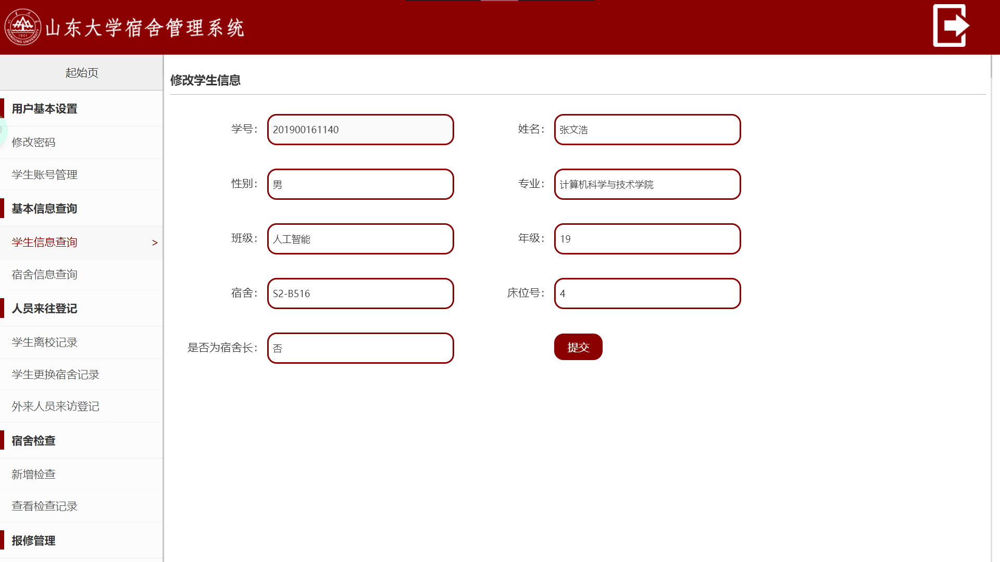 山东大学宿舍管理系统
SHANDONG UNIVERSITY
1901
起始页
用户基本设置
修改密码
学生账号管理
基本信息查询
学生信息查询 >
宿舍信息查询
人员来往登记
学生离校记录
学生更换宿舍记录
外来人员来访登记
宿舍检查
新增检查
查看检查记录
报修管理
修改学生信息
学号： 201900161140 姓名： 张文浩
性别： 男 专业： 计算机科学与技术学院
班级： 人工智能 年级： 19
宿舍： S2-B516 床位号： 4
是否为宿舍长： 否 提交